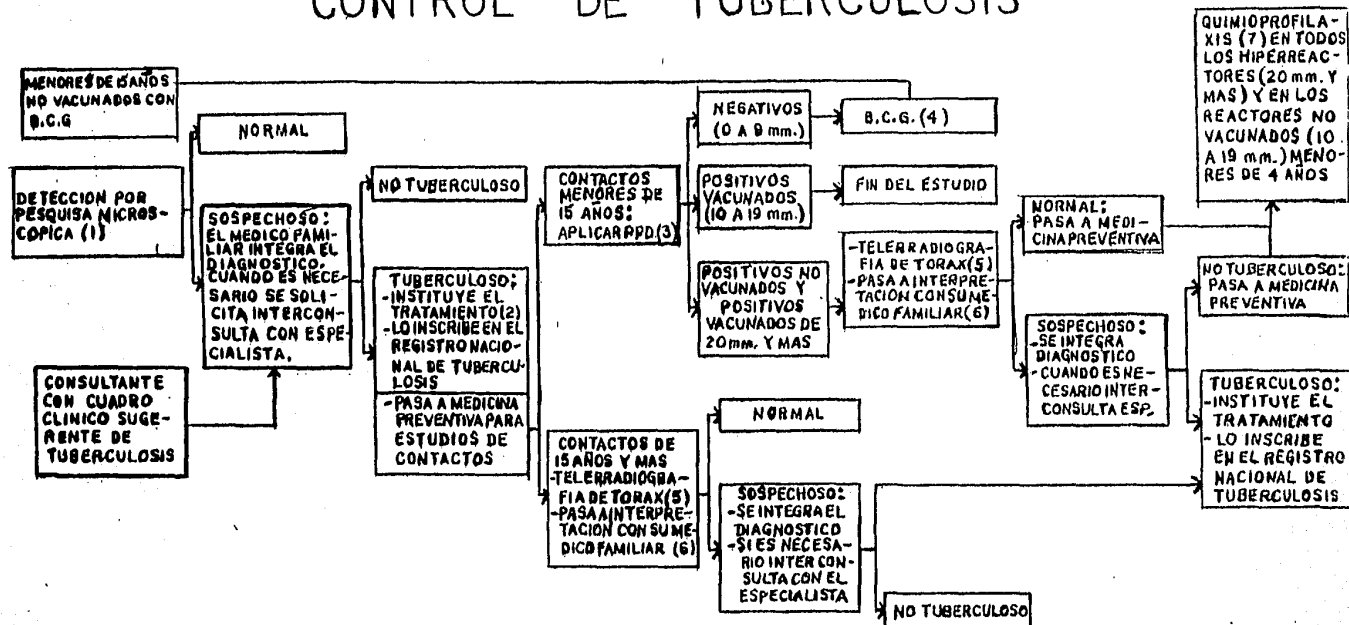 CONTROL DE TUBERCULOSIS
MENORES DE 15 AÑOS
NO VACUNADOS CON
B.C.G
DETECCION POR
PESQUISA MICROS-
COPICA (1)
CONSULTANTE
CON CUADRO
CLINICO SUGE-
RENTE DE
TUBERCULOSIS
NORMAL
SOSPECHOSO:
EL MEDICO FAMI-
LIAR INTEGRA EL
DIAGNOSTICO.
CUANDO ES NECE-
SARIO SE SOLI-
CITA INTERCON-
SULTA CON ESPE-
CIALISTA.
NO TUBERCULOSO
TUBERCULOSO:
-INSTITUYE EL
TRATAMIENTO (2)
-LO INSCRIBE EN EL
REGISTRO NACIO-
NAL DE TUBERCU-
LOSIS
-PASA A MEDICINA
PREVENTIVA PARA
ESTUDIOS DE
CONTACTOS
CONTACTOS
MENORES DE
15 AÑOS:
APLICAR PPD.(3)
CONTACTOS DE
15 AÑOS Y MAS
-TELERRADIOGRA-
FIA DE TORAX(5)
-PASA A INTERPRE-
TACION CON SU ME-
DICO FAMILIAR (6)
NEGATIVOS
(0 A 9 mm.)
POSITIVOS
VACUNADOS
(10 A 19 mm.)
POSITIVOS NO
VACUNADOS Y
POSITIVOS
VACUNADOS DE
20 mm. Y MAS
B.C.G. (4)
FIN DEL ESTUDIO
-TELERRADIOGRA-
FIA DE TORAX(5)
-PASA A INTERPRE-
TACION CON SU ME-
DICO FAMILIAR(6)
NORMAL
SOSPECHOSO:
-SE INTEGRA EL
DIAGNOSTICO
-SI ES NECESA-
RIO INTER CON-
SULTA CON EL
ESPECIALISTA
NORMAL:
PASA A MEDI-
CINA PREVENTIVA
SOSPECHOSO:
-SE INTEGRA
DIAGNOSTICO
-CUANDO ES NE-
CESARIO INTER-
CONSULTA ESP.
QUIMIOPROFILA-
XIS (7) EN TODOS
LOS HIPERREAC-
TORES (20 mm. Y
MAS) Y EN LOS
REACTORES NO
VACUNADOS (10
A 19 mm.) MENO-
RES DE 4 AÑOS
NO TUBERCULOSO:
PASA A MEDICINA
PREVENTIVA
TUBERCULOSO:
-INSTITUYE EL
TRATAMIENTO
-LO INSCRIBE
EN EL REGISTRO
NACIONAL DE
TUBERCULOSIS
NO TUBERCULOSO